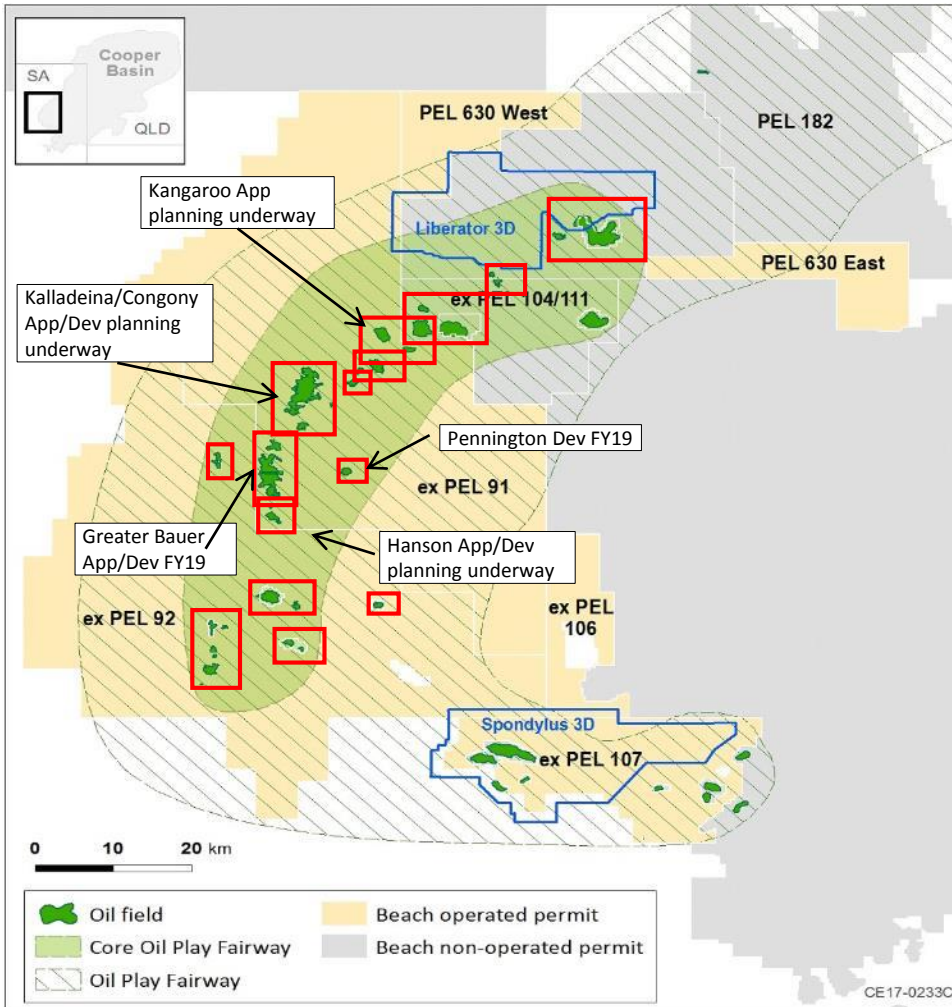 Cooper
Basin
SA
QLD
PEL 630 West
PEL 182
Kangaroo App
planning underway
Liberator 3D
PEL 630 East
Kalladeina/Congony
App/Dev planning
underway
ex PEL 104/111
Pennington Dev FY19
ex PEL 91
Greater Bauer
App/Dev FY19
Hanson App/Dev
planning underway
ex PEL 92
ex PEL
106
Spondylus 3D
ex PEL 107
0 10 20 km
Oil field
Beach operated permit
Core Oil Play Fairway
Beach non-operated permit
Oil Play Fairway
CE17-0233C